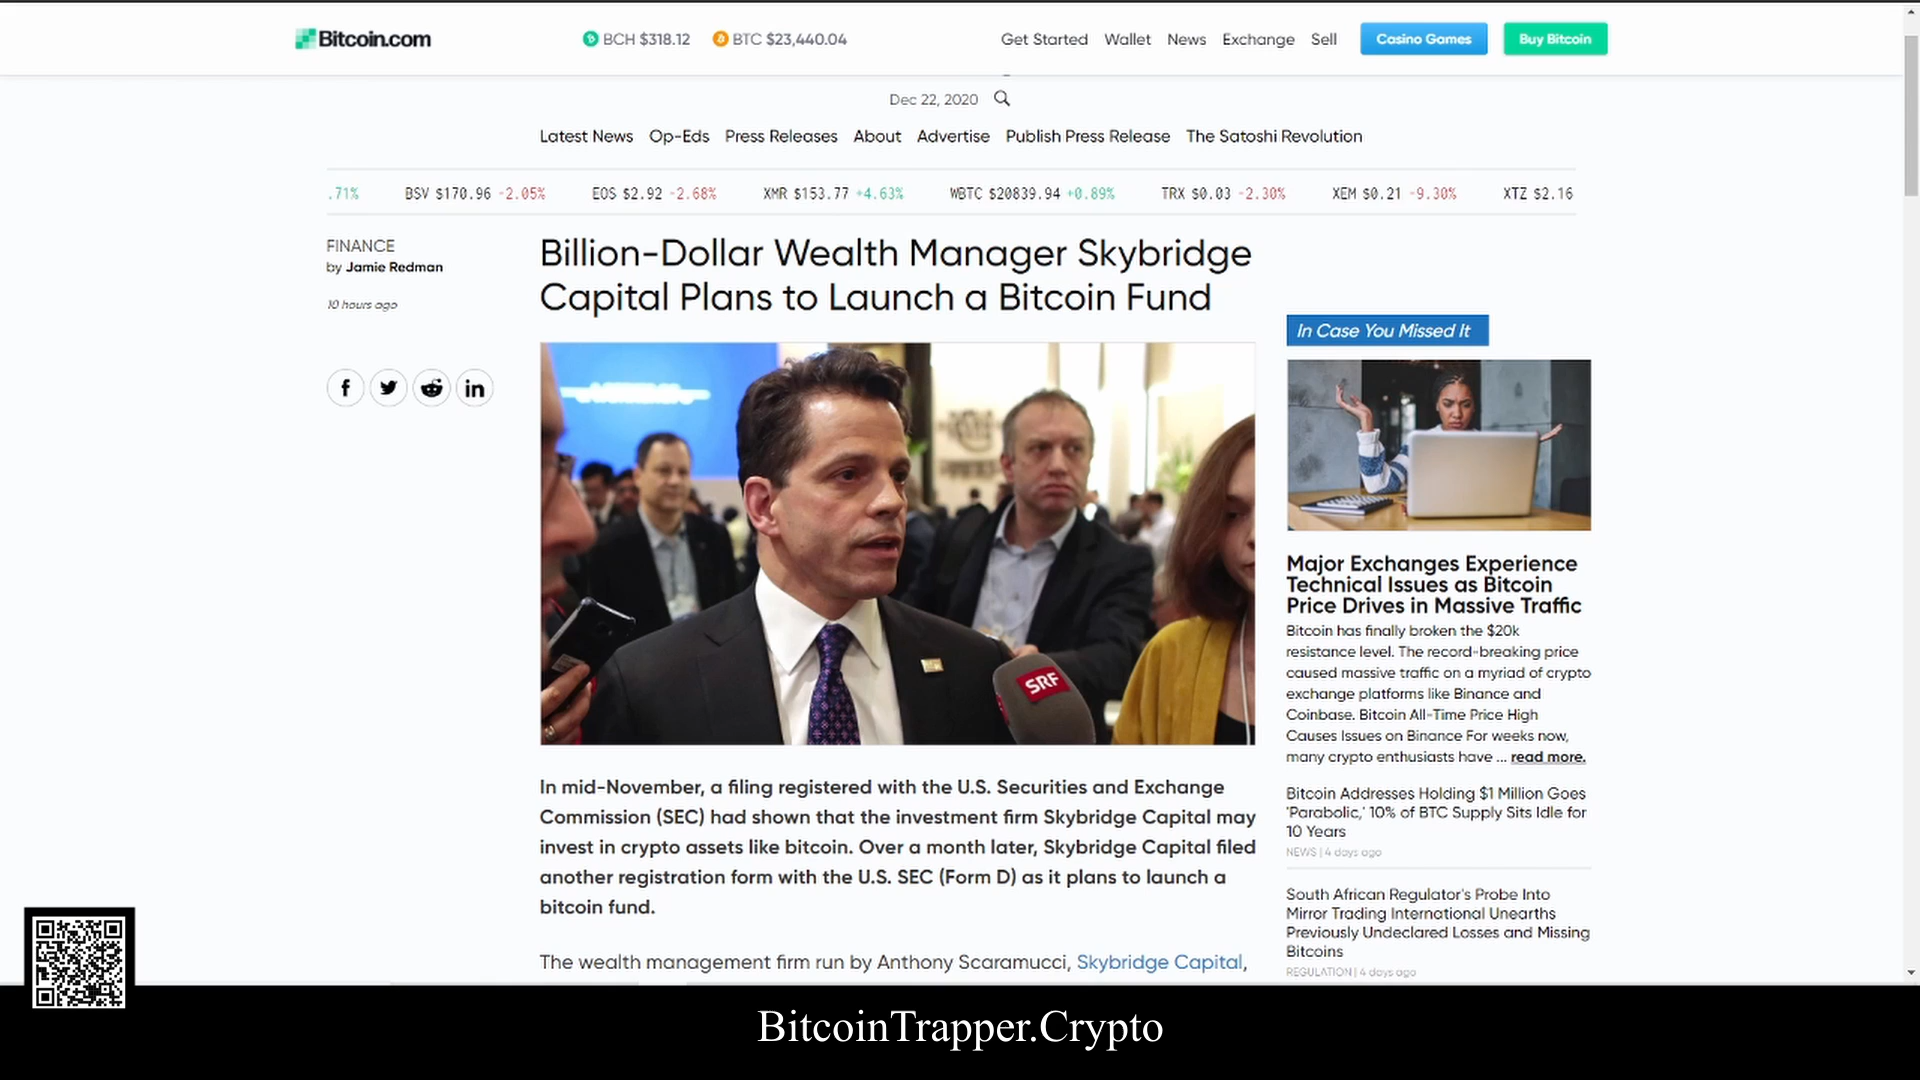 Bitcoin.com
BCH $318.12 BTC $23,440.04
Get Started Wallet News Exchange Sell Casino Games Buy Bitcoin
Dec 22, 2020
Latest News Op-Eds Press Releases About Advertise Publish Press Release The Satoshi Revolution
.71% BSV $170.96 -2.05% EOS $2.92 -2.68% XMR $153.77 +4.63% WBTC $20839.94 +0.89% TRX $0.03 -2.30% XEM $0.21 -9.30% XTZ $2.16
FINANCE
by Jamie Redman
10 hours ago
Billion-Dollar Wealth Manager Skybridge
Capital Plans to Launch a Bitcoin Fund
SRF
In mid-November, a filing registered with the U.S. Securities and Exchange
Commission (SEC) had shown that the investment firm Skybridge Capital may
invest in crypto assets like bitcoin. Over a month later, Skybridge Capital filed
another registration form with the U.S. SEC (Form D) as it plans to launch a
bitcoin fund.
The wealth management firm run by Anthony Scaramucci, Skybridge Capital,
In Case You Missed It
Major Exchanges Experience
Technical Issues as Bitcoin
Price Drives in Massive Traffic
Bitcoin has finally broken the $20k
resistance level. The record-breaking price
caused massive traffic on a myriad of crypto
exchange platforms like Binance and
Coinbase. Bitcoin All-Time Price High
Causes Issues on Binance For weeks now,
many crypto enthusiasts have ... read more.
Bitcoin Addresses Holding $1 Million Goes
'Parabolic,' 10% of BTC Supply Sits Idle for
10 Years
NEWS | 4 days ago
South African Regulator's Probe Into
Mirror Trading International Unearths
Previously Undeclared Losses and Missing
Bitcoins
REGULATION | 4 days ago
BitcoinTrapper.Crypto